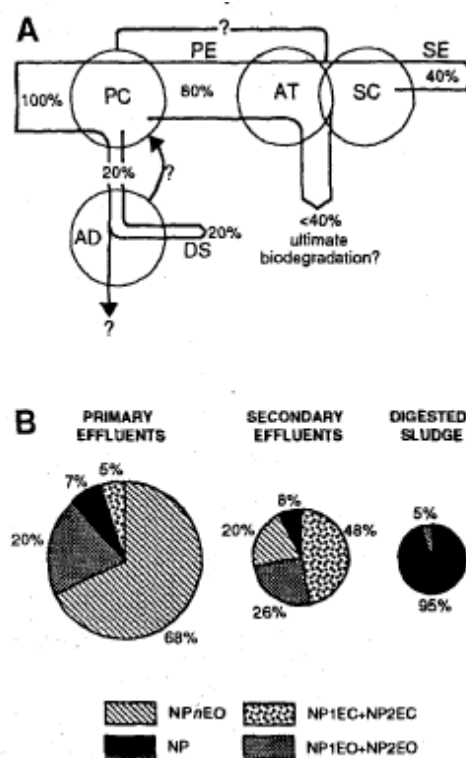 A
?
PE
SE
100%
PC
80%
AT
SC
40%
20%
?
AD
20%
DS
<40%
ultimate
biodegradation?
?
B
PRIMARY
EFFLUENTS
SECONDARY
EFFLUENTS
DIGESTED
SLUDGE
5%
7%
20%
68%
8%
20%
48%
26%
5%
95%
NPnEO
NP1EC+NP2EC
NP
NP1EO+NP2EO